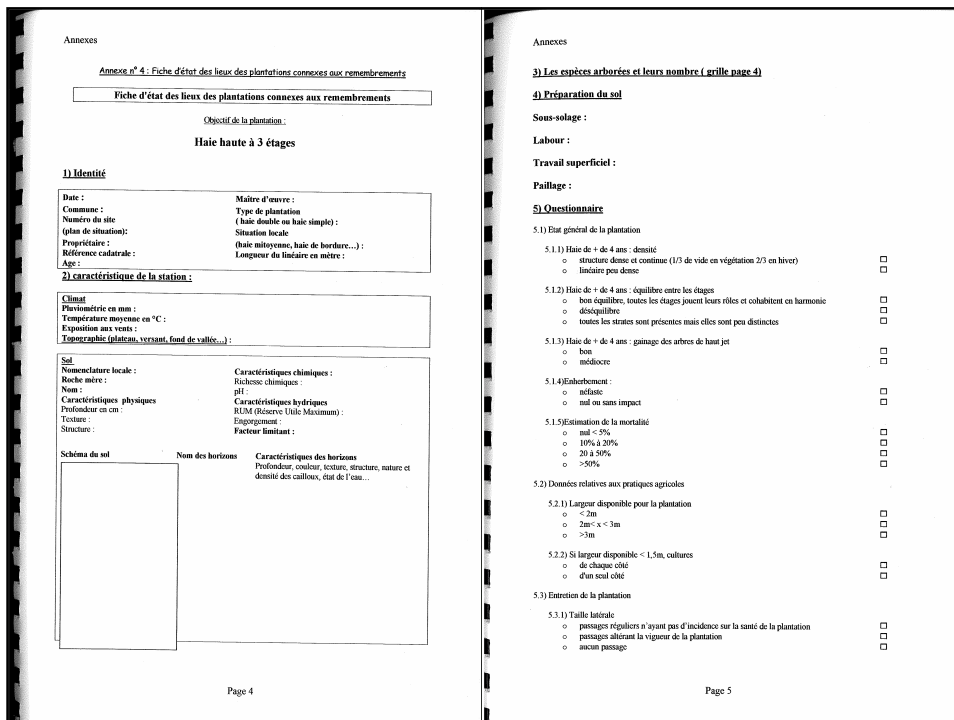 Annexes
Annexe n° 4 : Fiche d'état des lieux des plantations connexes aux remembrements
Fiche d'état des lieux des plantations connexes aux remembrements
Objectif de la plantation :
Haie haute à 3 étages
1) Identité
Date :
Commune :
Numéro du site
(plan de situation):
Propriétaire :
Référence cadatrale :
Age :
Maître d'œuvre :
Type de plantation
( haie double ou haie simple) :
Situation locale
(haie mitoyenne, haie de bordure...) :
Longueur du linéaire en mètre :
2) caractéristique de la station :
Climat
Pluviométrie en mm :
Température moyenne en °C :
Exposition aux vents :
Topographie (plateau, versant, fond de vallée...) :
Sol
Nomenclature locale :
Roche mère :
Nom :
Caractéristiques physiques
Profondeur en cm :
Texture :
Structure :
Caractéristiques chimiques :
Richesse chimiques :
pH :
Caractéristiques hydriques
RUM (Réserve Utile Maximum) :
Engorgement :
Facteur limitant :
Schéma du sol
Nom des horizons
Caractéristiques des horizons
Profondeur, couleur, texture, structure, nature et
densité des cailloux, état de l'eau...
Page 4
Annexes
3) Les espèces arborées et leurs nombre ( grille page 4)
4) Préparation du sol
Sous-solage :
Labour :
Travail superficiel :
Paillage :
5) Questionnaire
5.1) Etat général de la plantation
5.1.1) Haie de + de 4 ans : densité
o structure dense et continue (1/3 de vide en végétation 2/3 en hiver)
o linéaire peu dense
5.1.2) Haie de + de 4 ans : équilibre entre les étages
o bon équilibre, toutes les étages jouent leurs rôles et cohabitent en harmonie
o déséquilibre
o toutes les strates sont présentes mais elles sont peu distinctes
5.1.3) Haie de + de 4 ans : gainage des arbres de haut jet
o bon
o médiocre
5.1.4)Enherbement :
o néfaste
o nul ou sans impact
5.1.5)Estimation de la mortalité
o nul < 5%
o 10% à 20%
o 20 à 50%
o >50%
5.2) Données relatives aux pratiques agricoles
5.2.1) Largeur disponible pour la plantation
o < 2m
o 2m< x < 3m
o >3m
5.2.2) Si largeur disponible < 1,5m, cultures
o de chaque côté
o d'un seul côté
5.3) Entretien de la plantation
5.3.1) Taille latérale
o passages réguliers n'ayant pas d'incidence sur la santé de la plantation
o passages altérant la vigueur de la plantation
o aucun passage
Page 5